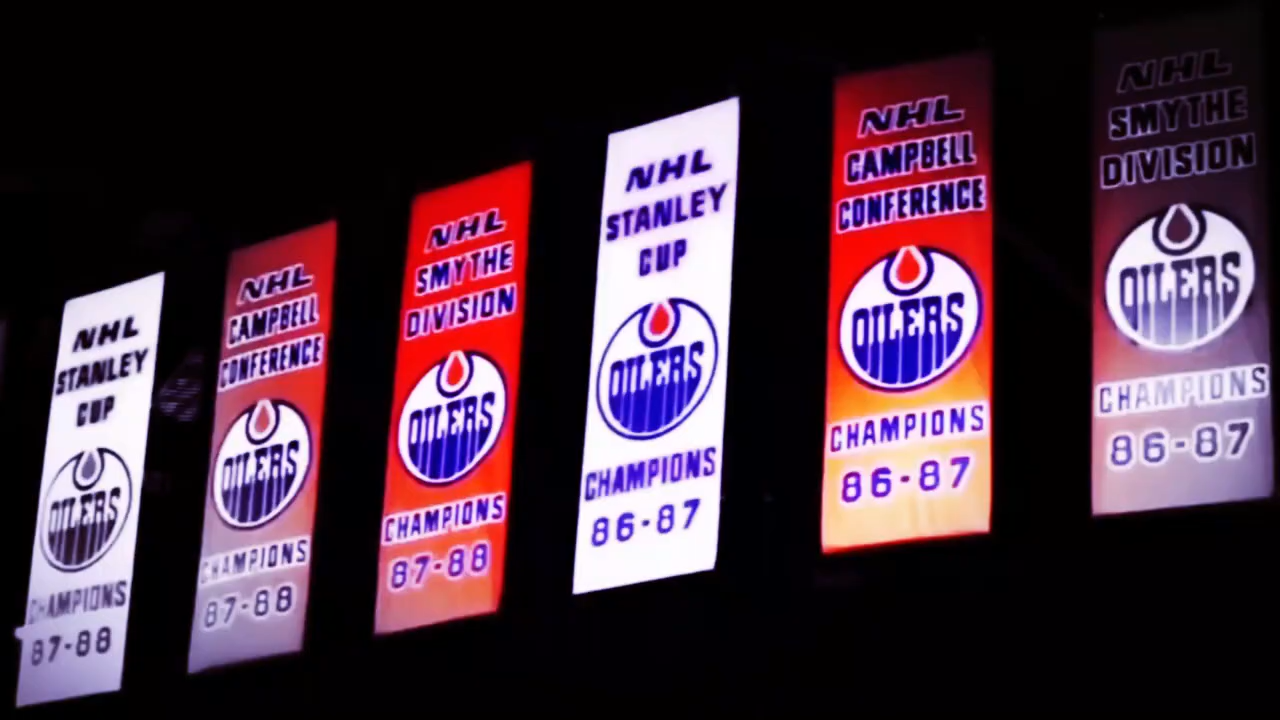 NHL
STANLEY
CUP
OILERS
CHAMPIONS
87-88
NHL
CAMPBELL
CONFERENCE
OILERS
CHAMPIONS
87-88
NHL
SMYTHE
DIVISION
OILERS
CHAMPIONS
87-88
NHL
STANLEY
CUP
OILERS
CHAMPIONS
86-87
NHL
CAMPBELL
CONFERENCE
OILERS
CHAMPIONS
86-87
NHL
SMYTHE
DIVISION
OILERS
CHAMPIONS
86-87